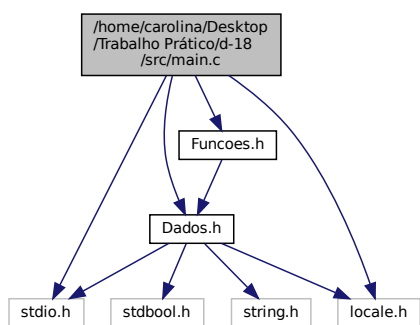 /home/carolina/Desktop
/Trabalho Prático/d-18
/src/main.c
Funcoes.h
Dados.h
stdio.h
stdbool.h
string.h
locale.h